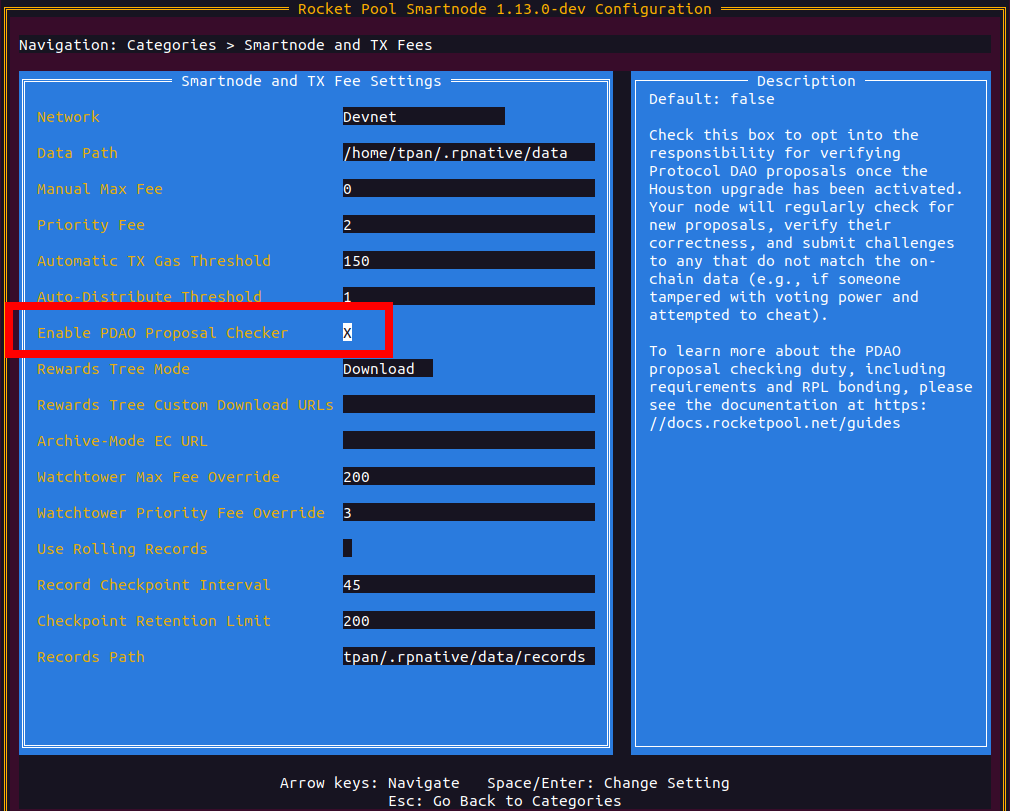 Rocket Pool Smartnode 1.13.0-dev Configuration
Navigation: Categories > Smartnode and TX Fees
Smartnode and TX Fee Settings
Network Devnet
Data Path /home/tpan/.rpnative/data
Manual Max Fee 0
Priority Fee 2
Automatic TX Gas Threshold 150
Auto-Distribute Threshold 1
Enable PDAO Proposal Checker X
Rewards Tree Mode Download
Rewards Tree Custom Download URLs
Archive-Mode EC URL
Watchtower Max Fee Override 200
Watchtower Priority Fee Override 3
Use Rolling Records
Record Checkpoint Interval 45
Checkpoint Retention Limit 200
Records Path tpan/.rpnative/data/records
Description
Default: false
Check this box to opt into the
responsibility for verifying
Protocol DAO proposals once the
Houston upgrade has been activated.
Your node will regularly check for
new proposals, verify their
correctness, and submit challenges
to any that do not match the on-
chain data (e.g., if someone
tampered with voting power and
attempted to cheat).
To learn more about the PDAO
proposal checking duty, including
requirements and RPL bonding, please
see the documentation at https:
//docs.rocketpool.net/guides
Arrow keys: Navigate Space/Enter: Change Setting
Esc: Go Back to Categories